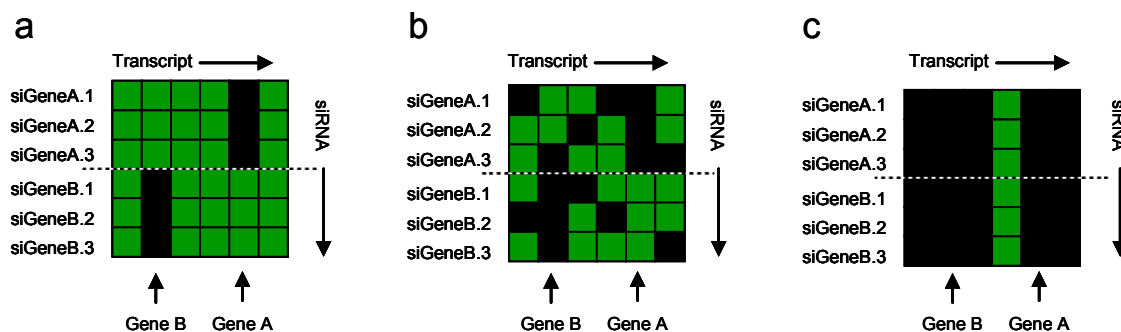 a
Transcript
siGeneA.1
siGeneA.2
siGeneA.3
siGeneB.1
siGeneB.2
siGeneB.3
siRNA
Gene B
Gene A
b
Transcript
siGeneA.1
siGeneA.2
siGeneA.3
siGeneB.1
siGeneB.2
siGeneB.3
siRNA
Gene B
Gene A
c
Transcript
siGeneA.1
siGeneA.2
siGeneA.3
siGeneB.1
siGeneB.2
siGeneB.3
siRNA
Gene B
Gene A